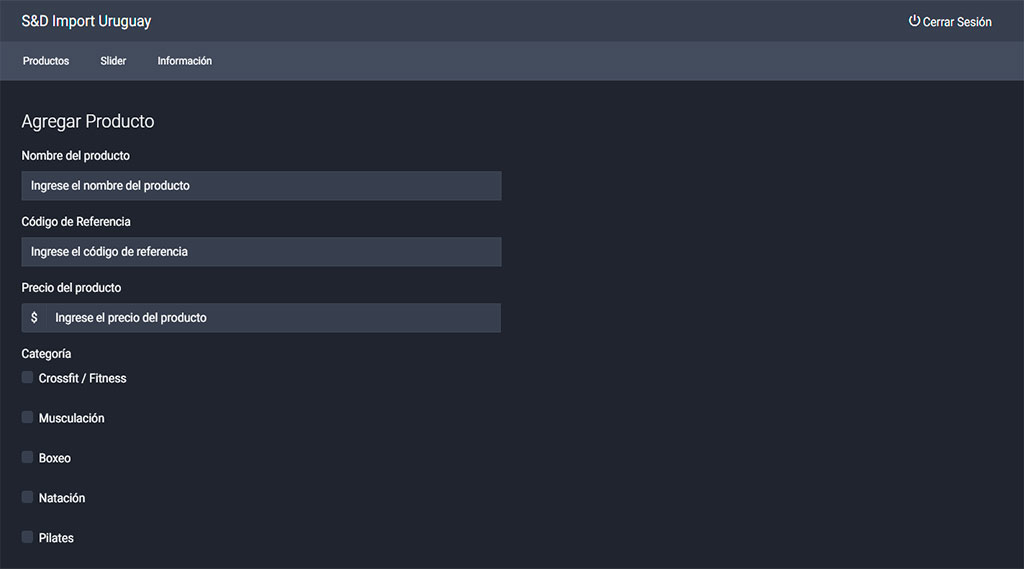 S&D Import Uruguay
Cerrar Sesión
Productos Slider Información
Agregar Producto
Nombre del producto
Ingrese el nombre del producto
Código de Referencia
Ingrese el código de referencia
Precio del producto
$ Ingrese el precio del producto
Categoría
Crossfit / Fitness
Musculación
Boxeo
Natación
Pilates